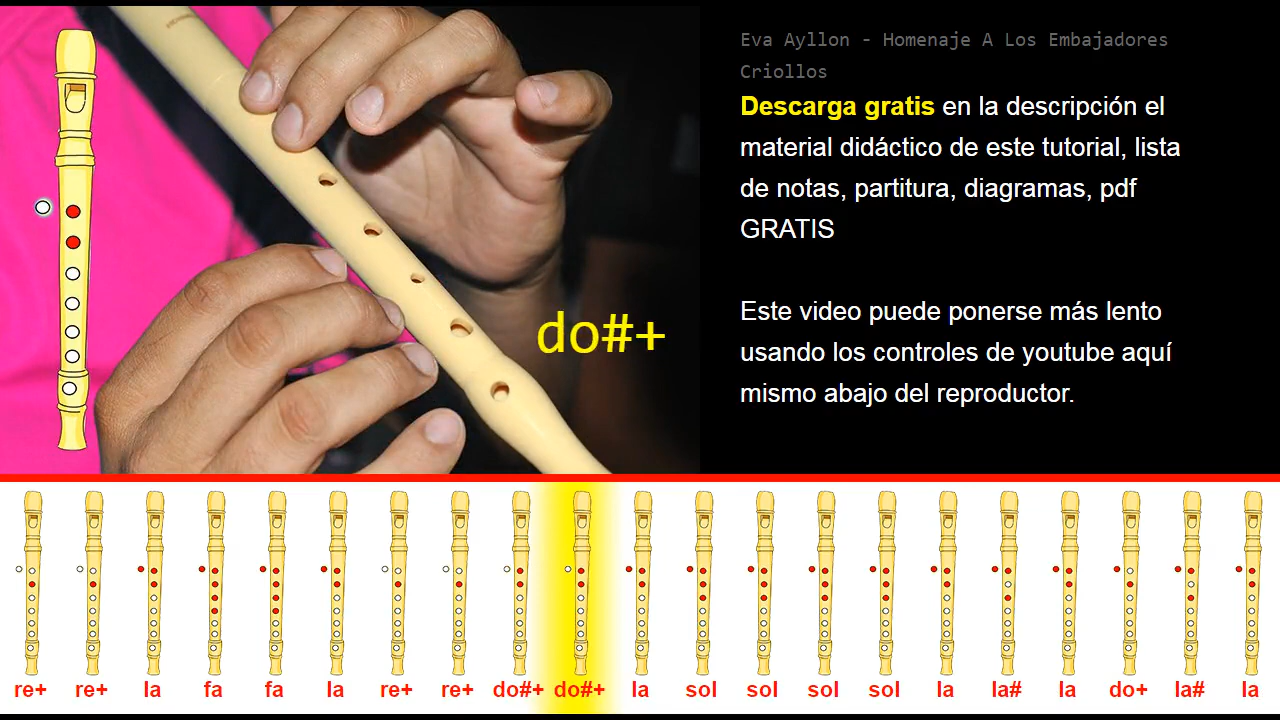 Eva Ayllon - Homenaje A Los Embajadores
Criollos
Descarga gratis en la descripción el
material didáctico de este tutorial, lista
de notas, partitura, diagramas, pdf
GRATIS
Este video puede ponerse más lento
usando los controles de youtube aquí
mismo abajo del reproductor.
do#+
re+ re+ la fa fa la re+ re+ do#+ do#+ la sol sol sol sol la la# la do+ la# la